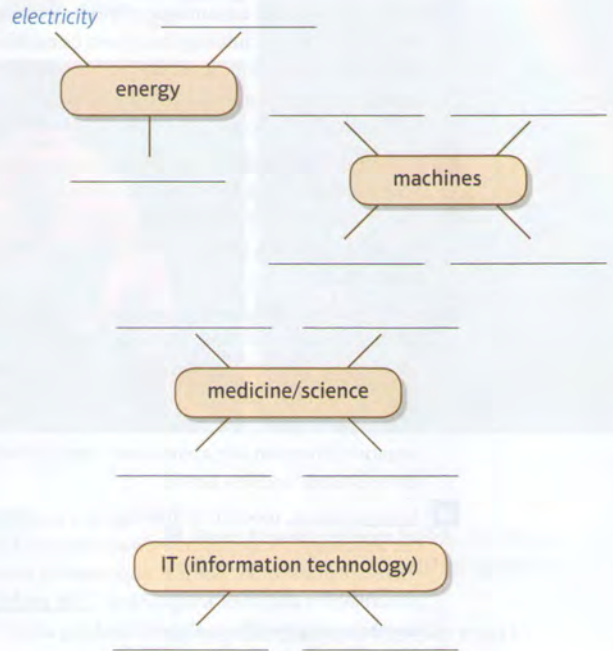 electricity
energy
machines
medicine/science
IT (information technology)